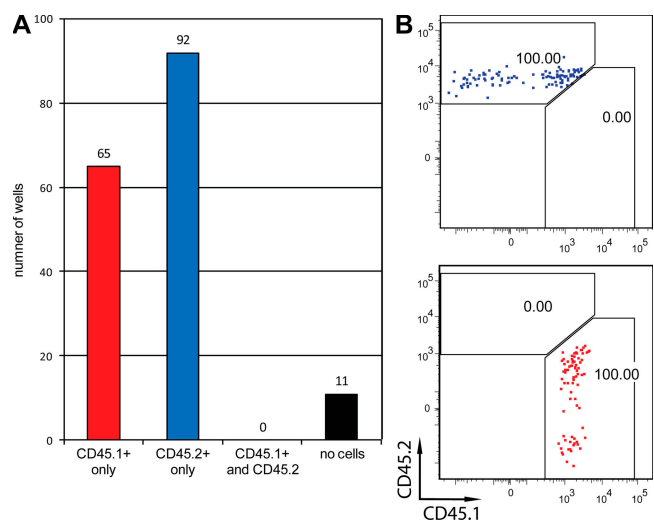 A
B
100
80
60
40
20
0
numner of wells
65
92
0
11
CD45.1+
only
CD45.2+
only
CD45.1+
and CD45.2
no cells
10^5
10^4
10^3
0
100.00
0.00
0
10^3
10^4
10^5
10^5
10^4
10^3
0
0.00
100.00
0
10^3
10^4
10^5
CD45.2
CD45.1